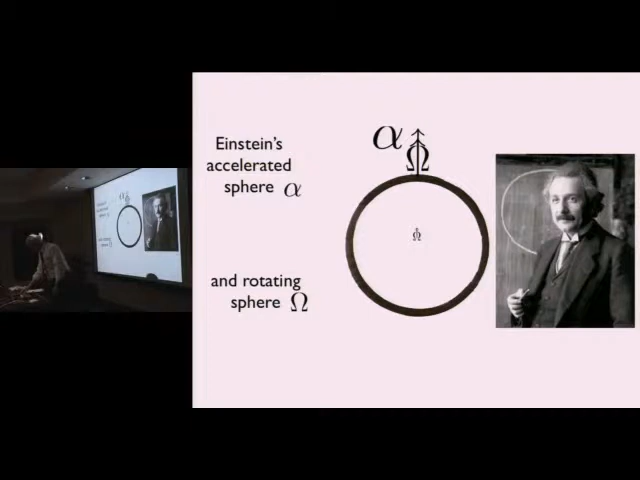 Einstein's
accelerated
sphere α
and rotating
sphere Ω
α Ω
Ω